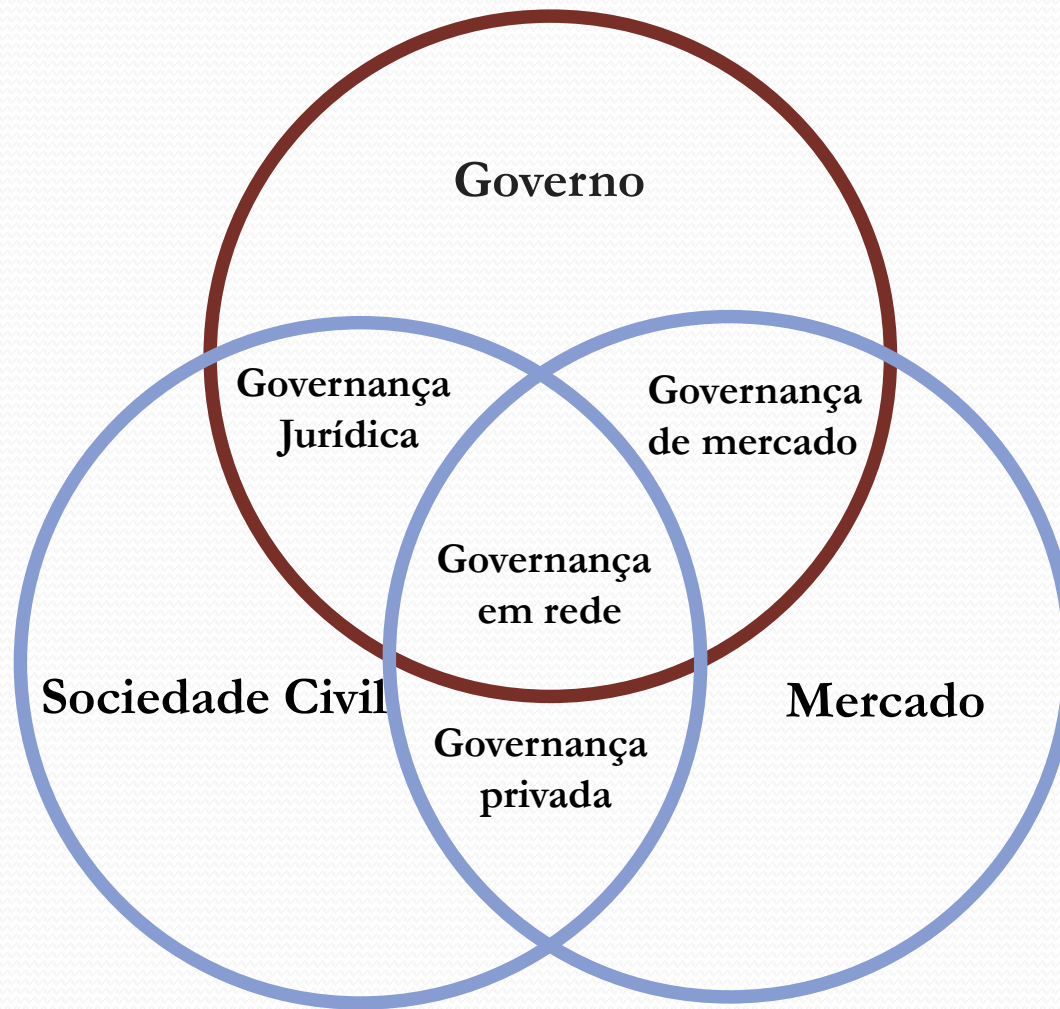 Governo
Governança
Jurídica
Governança
de mercado
Governança
em rede
Sociedade Civil
Mercado
Governança
privada